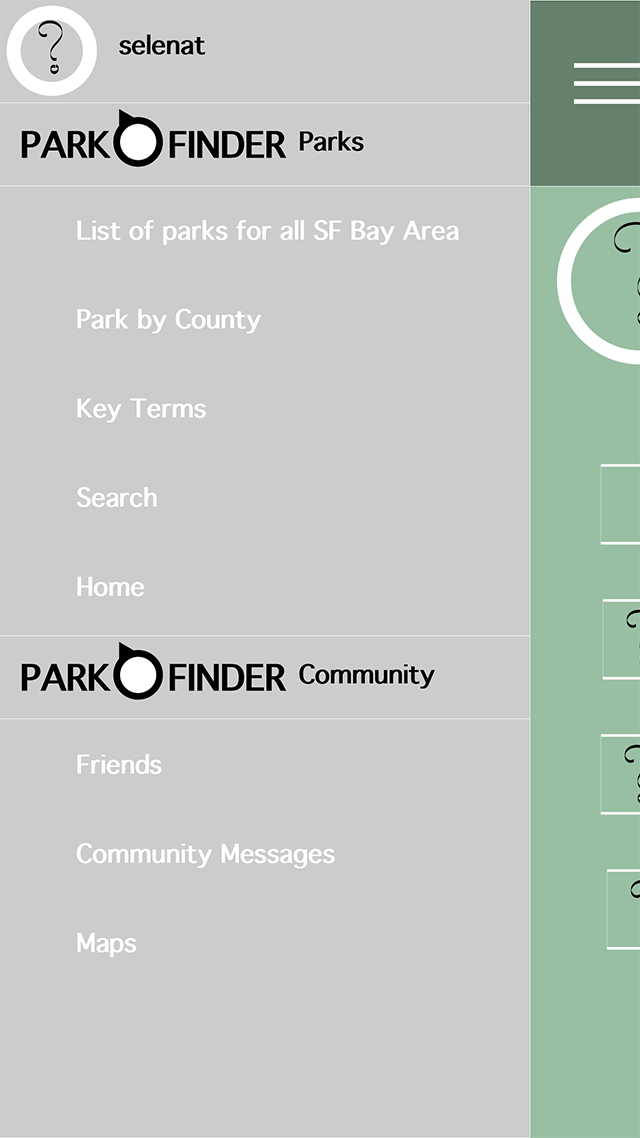 ?
selenat
PARK FINDER Parks
List of parks for all SF Bay Area
Park by County
Key Terms
Search
Home
PARK FINDER Community
Friends
Community Messages
Maps